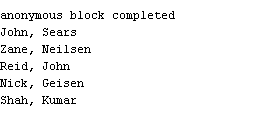 anonymous block completed
John, Sears
Zane, Neilsen
Reid, John
Nick, Geisen
Shah, Kumar